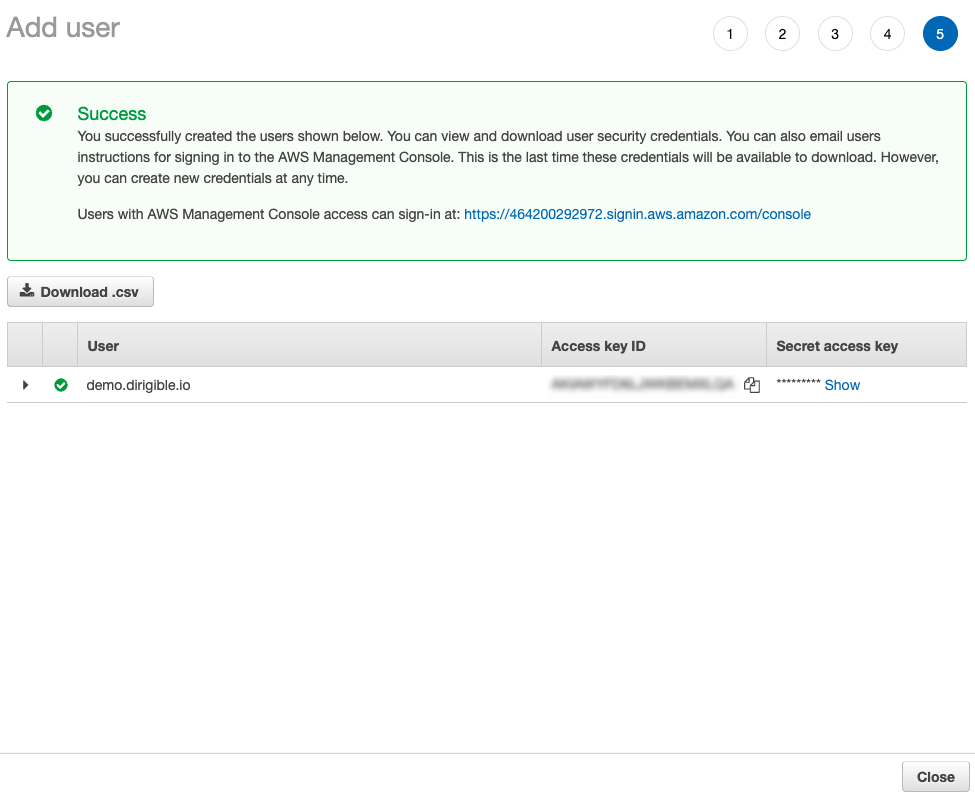 Add user
1 2 3 4 5
Success
You successfully created the users shown below. You can view and download user security credentials. You can also email users
instructions for signing in to the AWS Management Console. This is the last time these credentials will be available to download. However,
you can create new credentials at any time.
Users with AWS Management Console access can sign-in at: https://464200292972.signin.aws.amazon.com/console
Download .csv
User Access key ID Secret access key
demo.dirigible.io ********* Show
Close